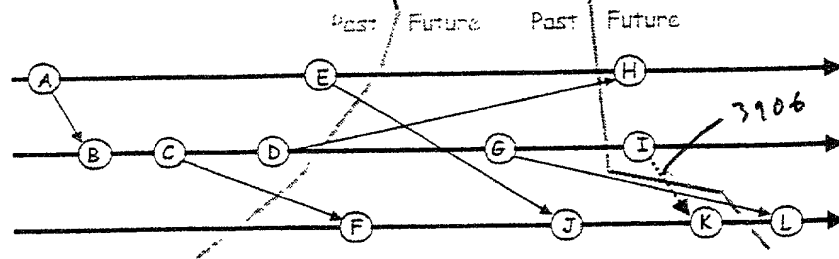 Past Future Past Future
A E H
3906
B C D G I
F J K L